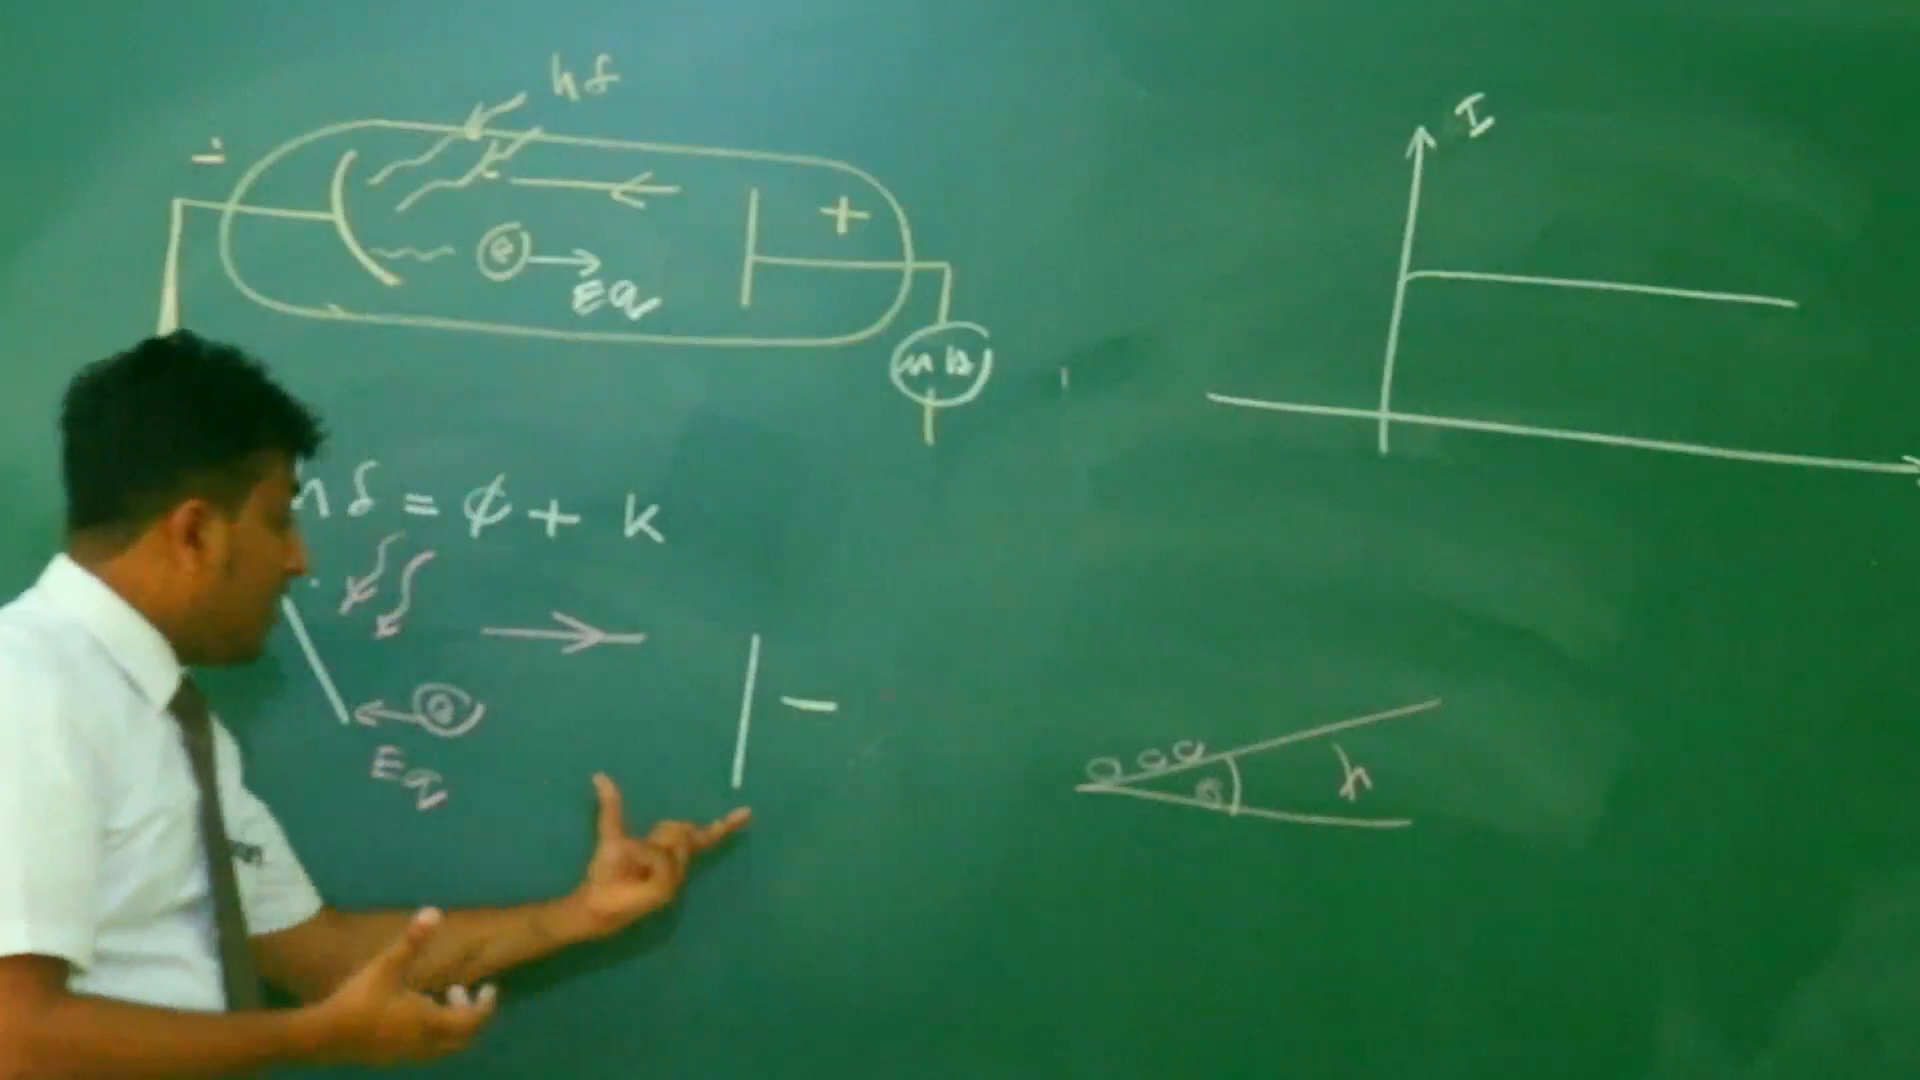 hf
I
-
+
e
Eq
mA
hf = ϕ + K
e
-
Eq
θ
h